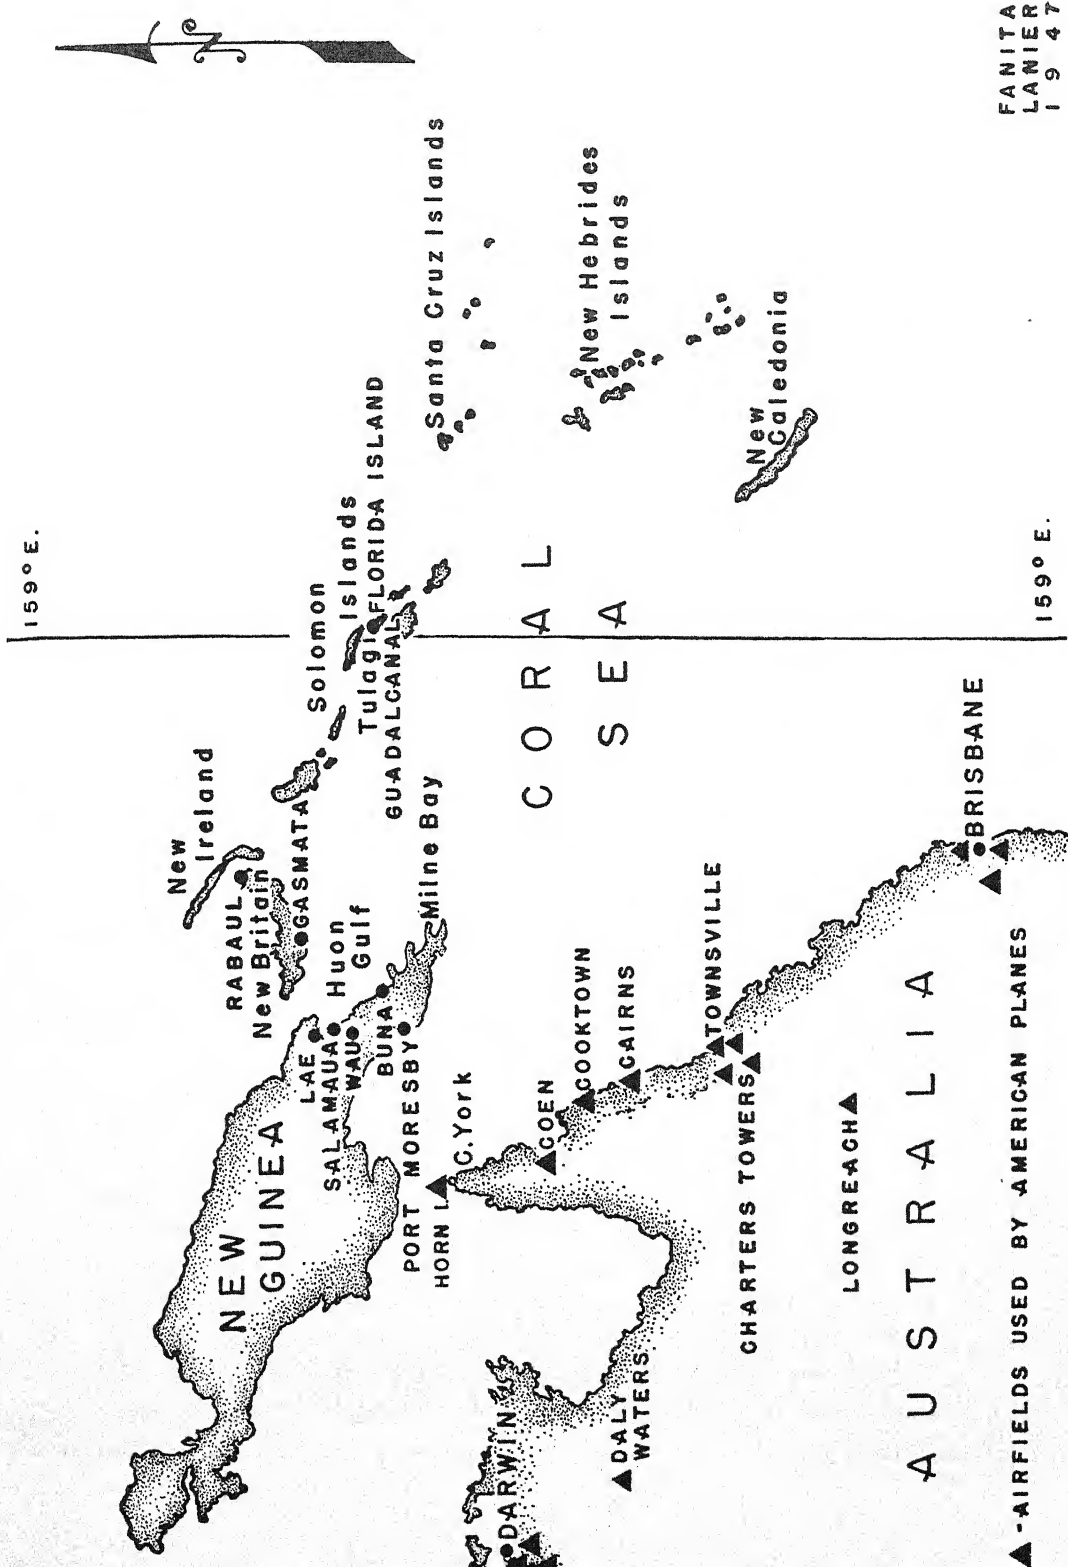 159° E.
FANITA
LANIER
1947
N
New
Ireland
RABAUL
New Britain
GASMATA
Solomon
Islands
Tulagi
FLORIDA ISLAND
GUADALCANAL
Santa Cruz Islands
New Hebrides
Islands
New
Caledonia
NEW
GUINEA
LAE
SALAMAUA
WAU
Huon
Gulf
BUNA
PORT MORESBY
Milne Bay
HORN I.
C. York
CORAL
SEA
COEN
COOKTOWN
CAIRNS
TOWNSVILLE
CHARTERS TOWERS
DARWIN
DALY
WATERS
LONGREACH
AUSTRALIA
BRISBANE
159° E.
-AIRFIELDS USED BY AMERICAN PLANES